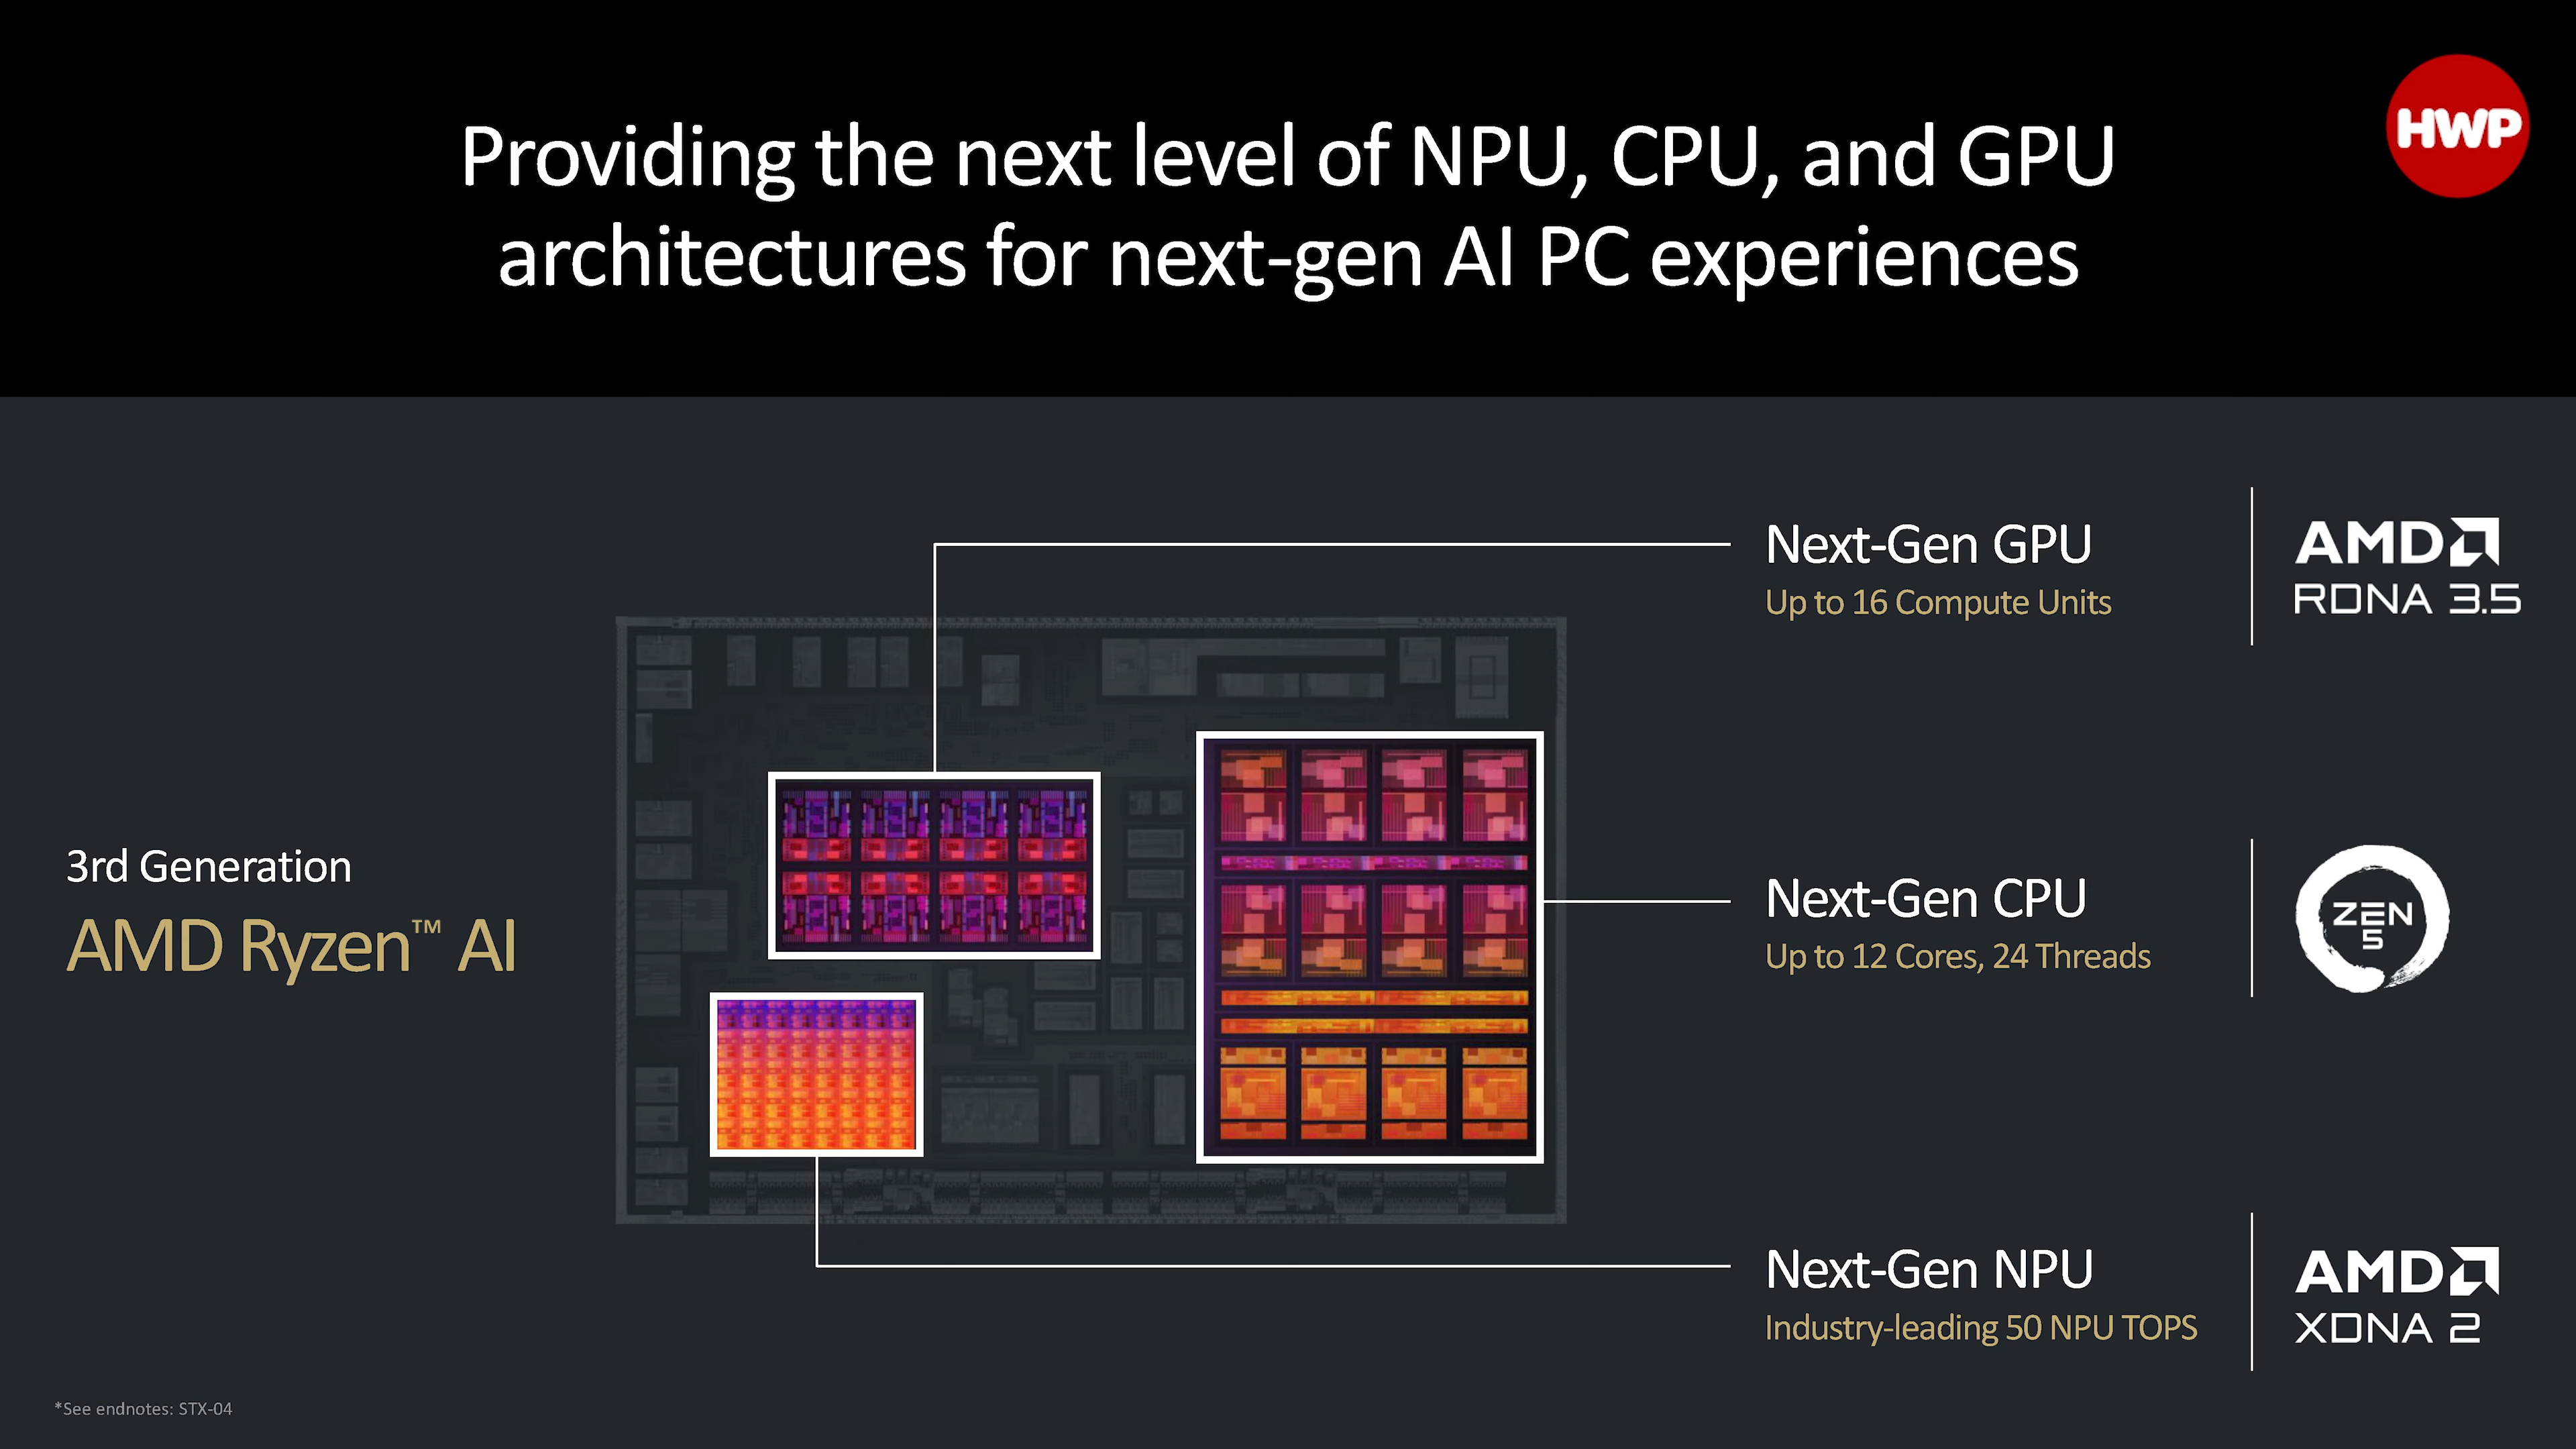 HWP
Providing the next level of NPU, CPU, and GPU
architectures for next-gen AI PC experiences
Next-Gen GPU
Up to 16 Compute Units
AMD
RDNA 3.5
3rd Generation
AMD Ryzen™ AI
Next-Gen CPU
Up to 12 Cores, 24 Threads
ZEN
5
Next-Gen NPU
Industry-leading 50 NPU TOPS
AMD
XDNA 2
*See endnotes: STX-04